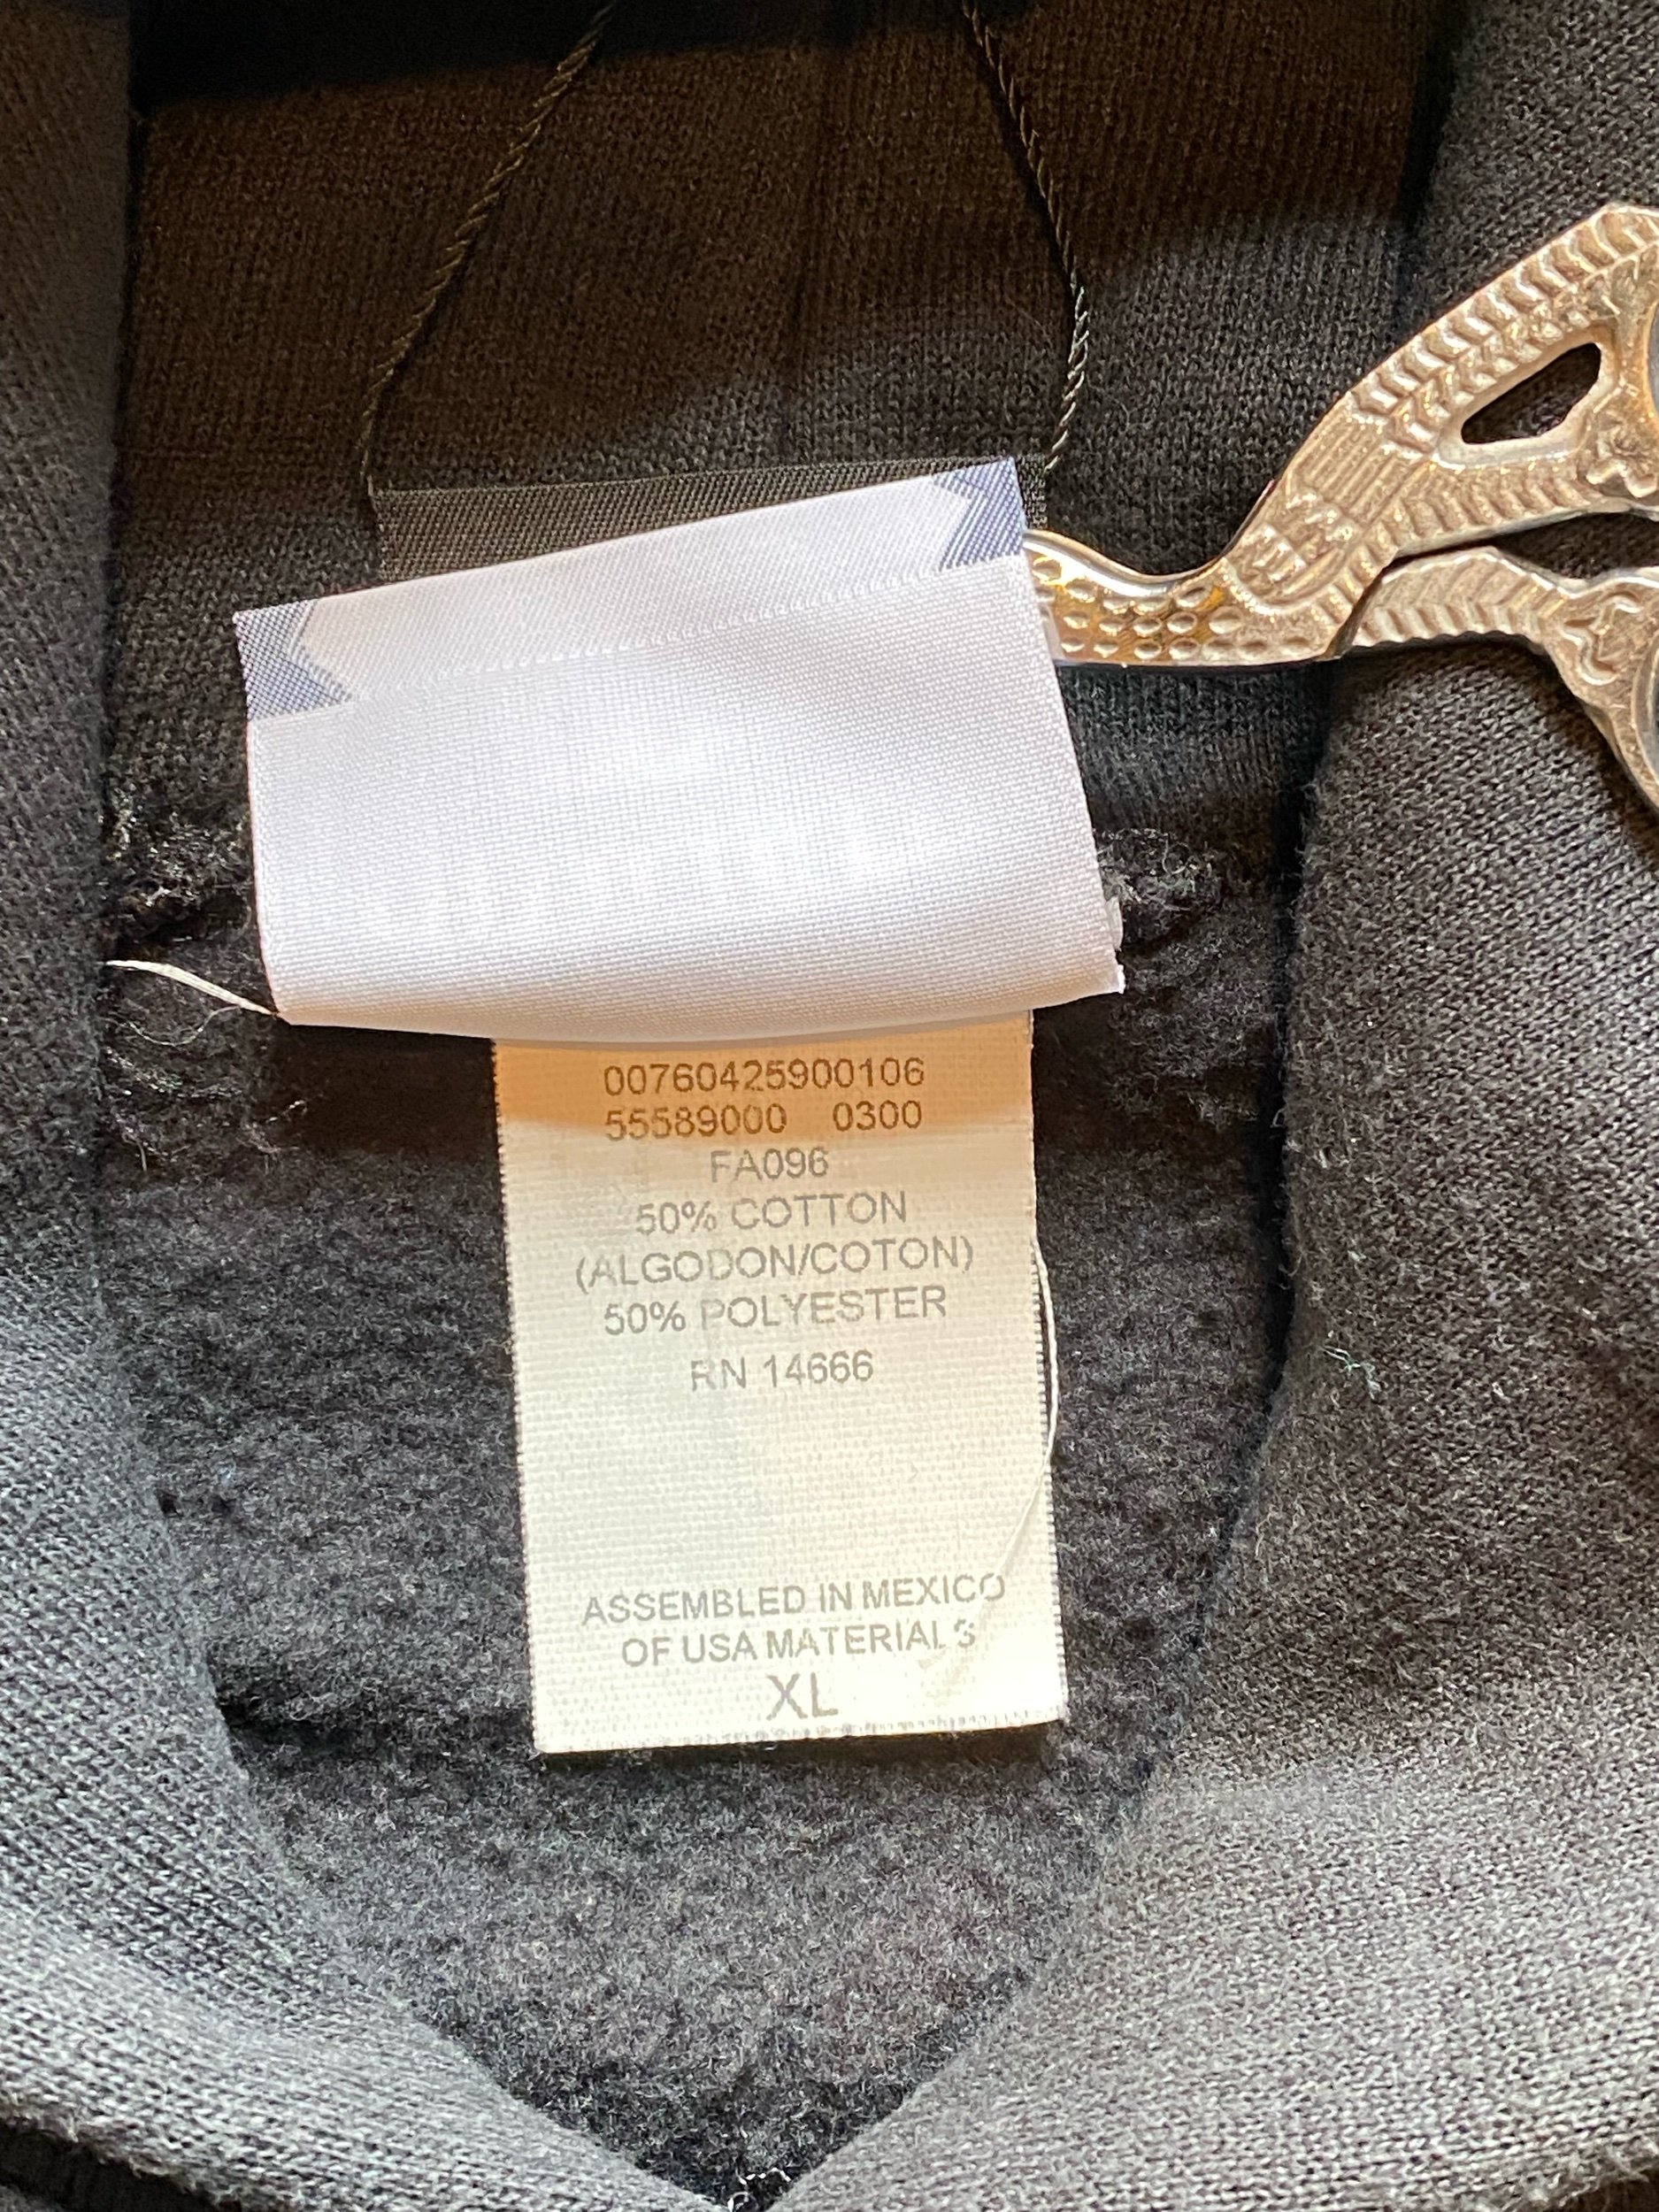 00760425900106
55589000 0300
FA096
50% COTTON
(ALGODON/COTON)
50% POLYESTER
RN 14666
ASSEMBLED IN MEXICO
OF USA MATERIALS
XL